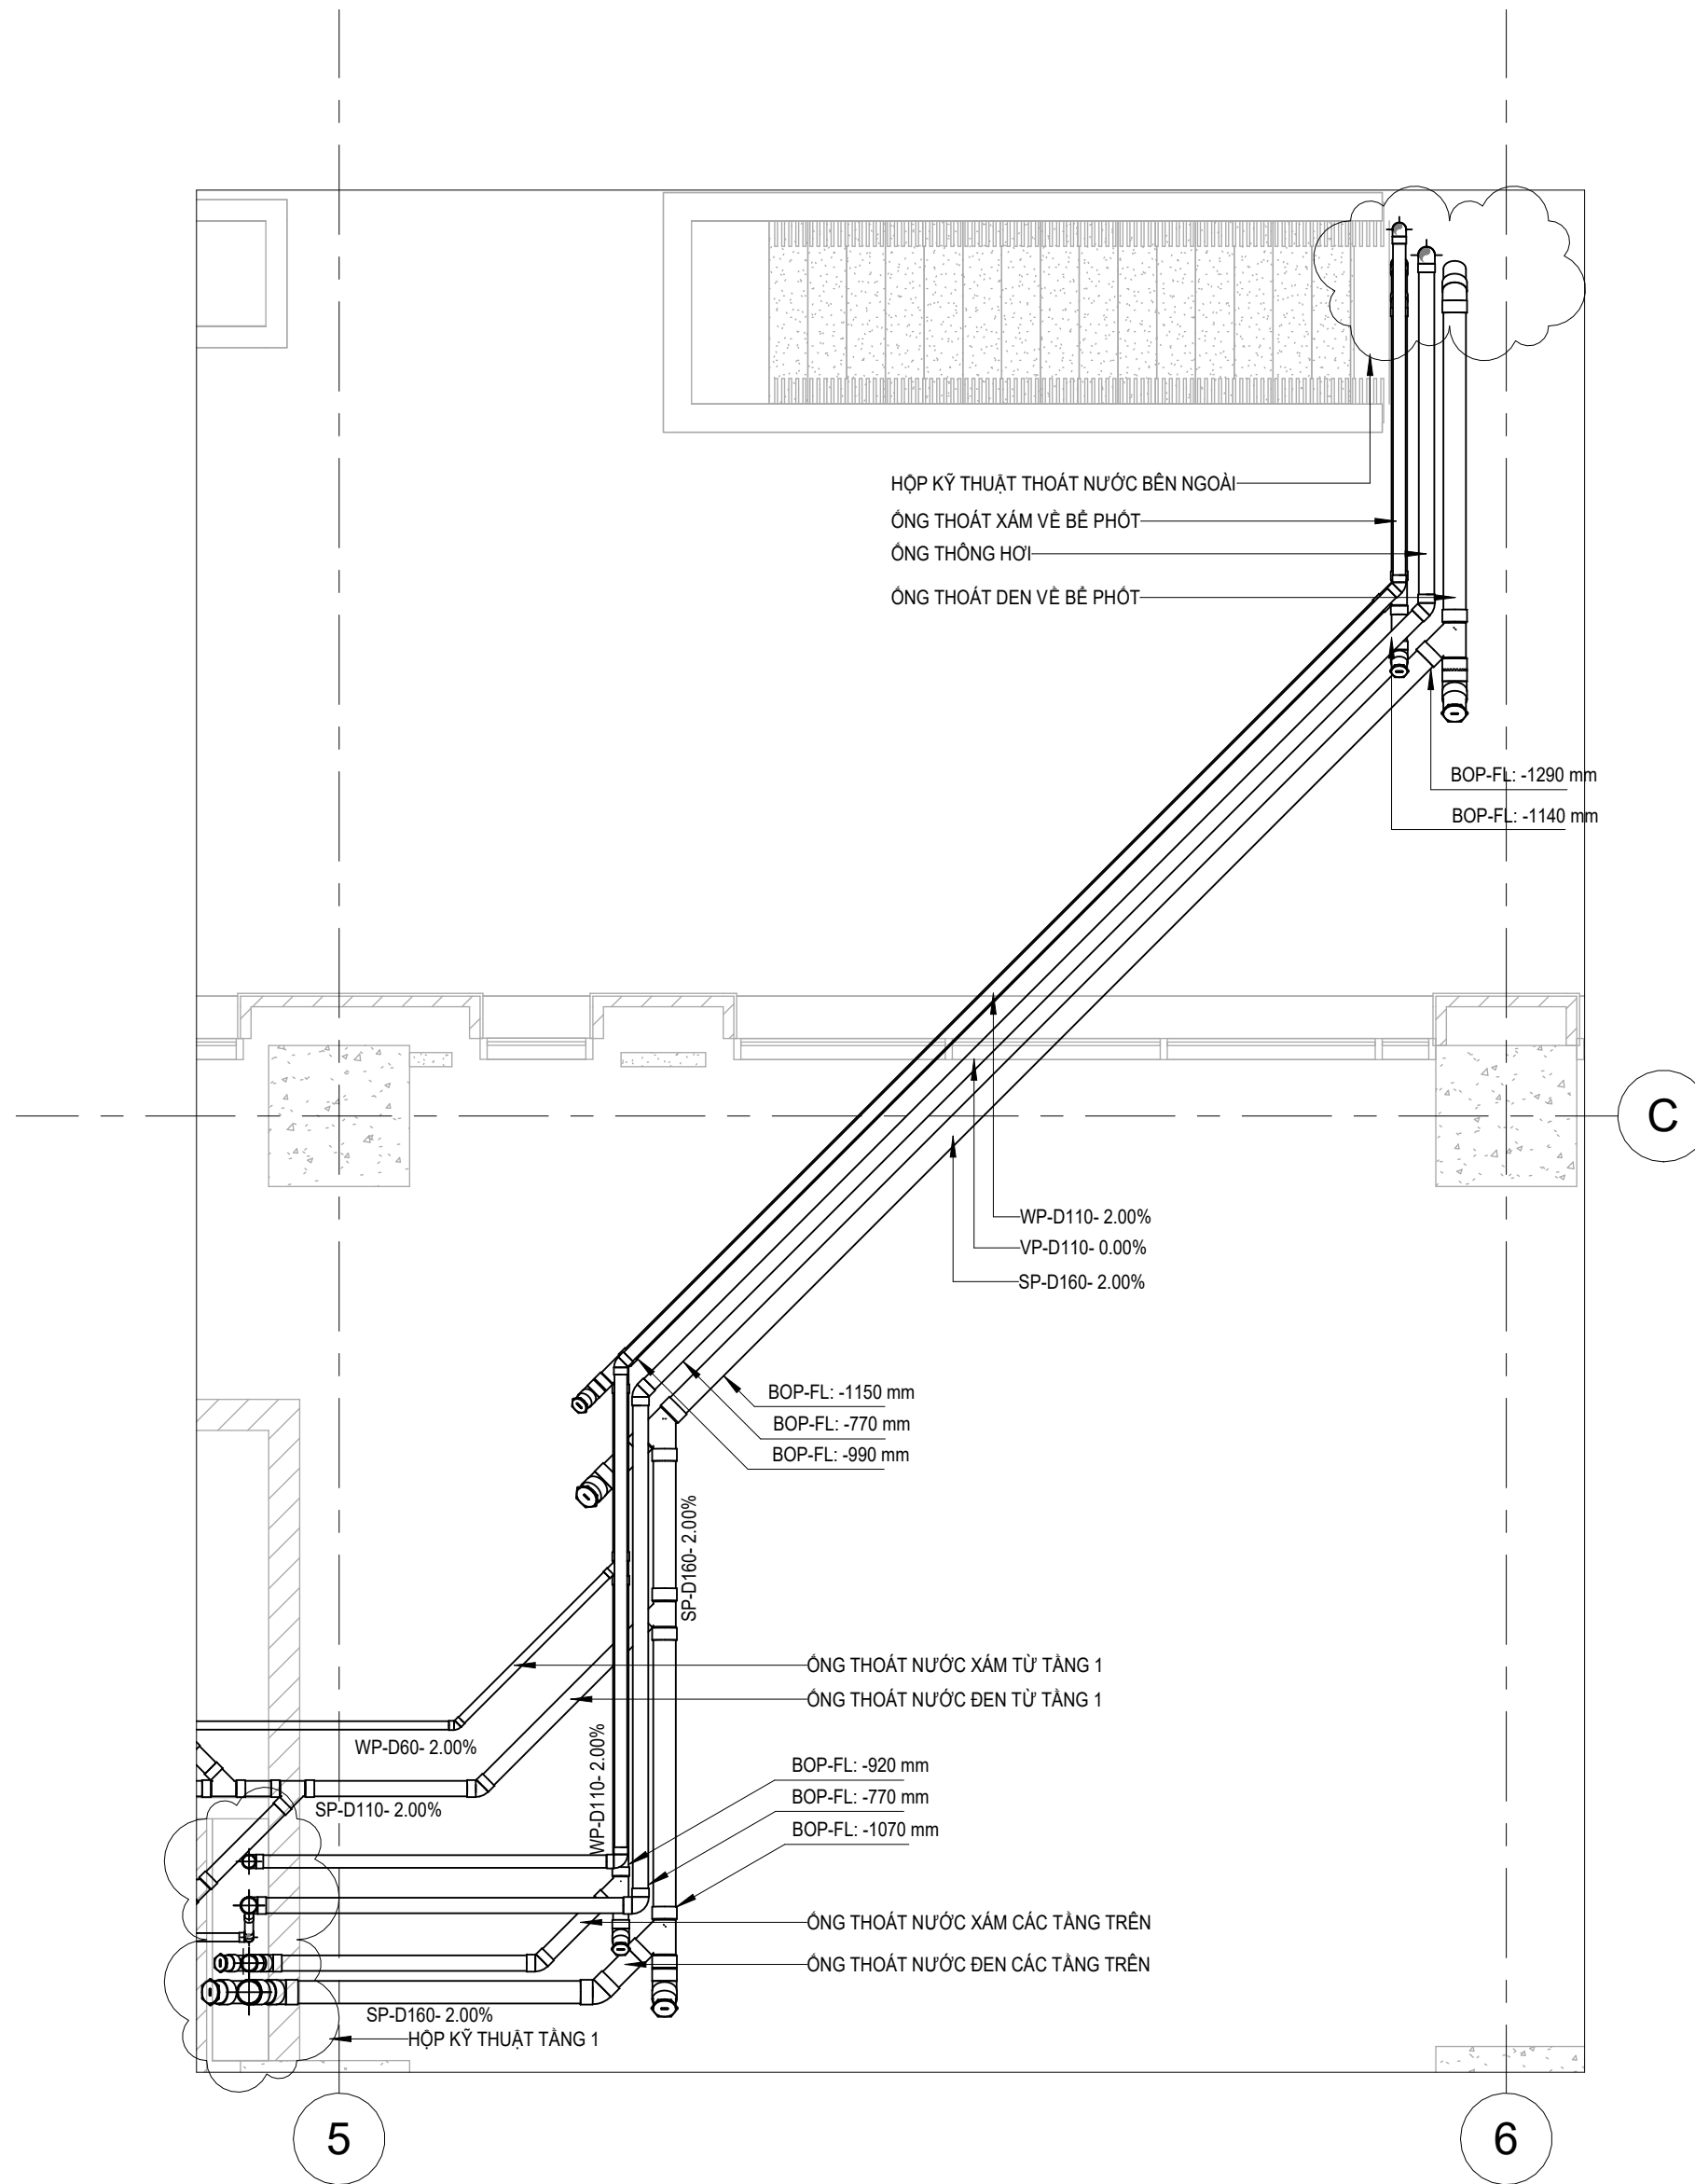 HỘP KỸ THUẬT THOÁT NƯỚC BÊN NGOÀI
ỐNG THOÁT XÁM VỀ BỂ PHỐT
ỐNG THÔNG HƠI
ỐNG THOÁT DEN VỀ BỂ PHỐT
BOP-FL: -1290 mm
BOP-FL: -1140 mm
C
WP-D110- 2.00%
VP-D110- 0.00%
SP-D160- 2.00%
BOP-FL: -1150 mm
BOP-FL: -770 mm
BOP-FL: -990 mm
SP-D160- 2.00%
ỐNG THOÁT NƯỚC XÁM TỪ TẦNG 1
ỐNG THOÁT NƯỚC ĐEN TỪ TẦNG 1
WP-D60- 2.00%
WP-D110- 2.00%
BOP-FL: -920 mm
BOP-FL: -770 mm
SP-D110- 2.00%
BOP-FL: -1070 mm
ỐNG THOÁT NƯỚC XÁM CÁC TẦNG TRÊN
ỐNG THOÁT NƯỚC ĐEN CÁC TẦNG TRÊN
SP-D160- 2.00%
HỘP KỸ THUẬT TẦNG 1
5
6